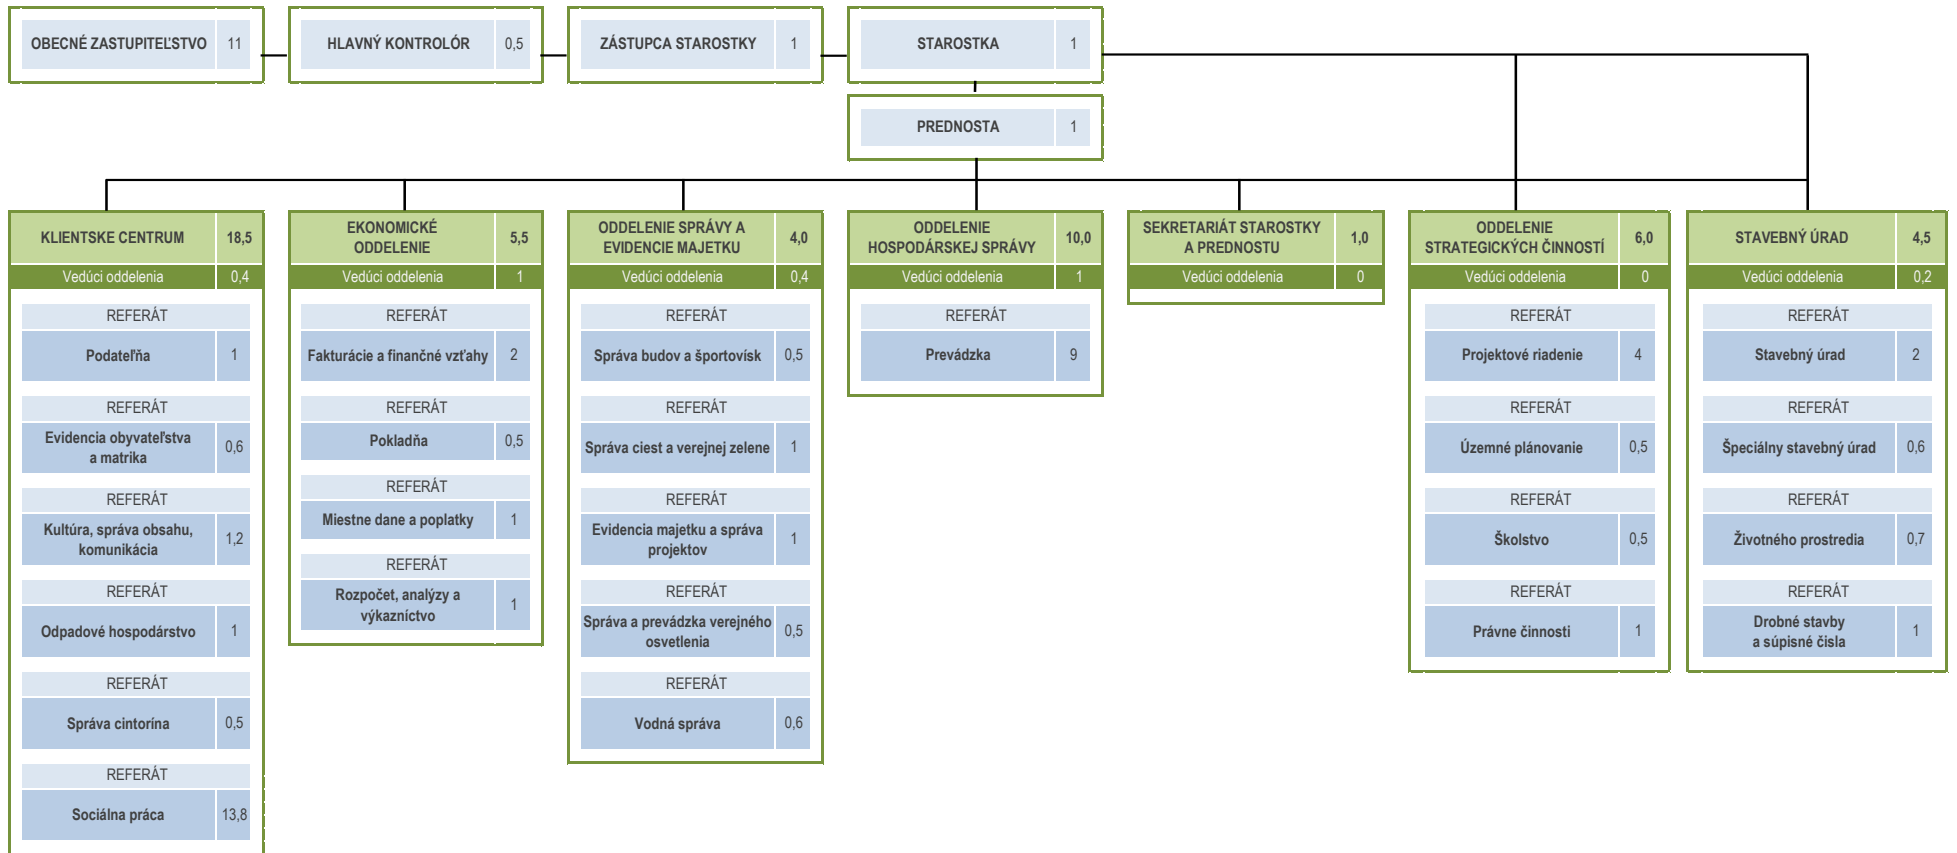 OBECNÉ ZASTUPITEĽSTVO 11
HLAVNÝ KONTROLÓR 0,5
ZÁSTUPCA STAROSTKY 1
STAROSTKA 1
PREDNOSTA 1
KLIENTSKE CENTRUM 18,5
Vedúci oddelenia 0,4
REFERÁT
Podateľňa 1
REFERÁT
Evidencia obyvateľstva
a matrika 0,6
REFERÁT
Kultúra, správa obsahu,
komunikácia 1,2
REFERÁT
Odpadové hospodárstvo 1
REFERÁT
Správa cintorína 0,5
REFERÁT
Sociálna práca 13,8
EKONOMICKÉ
ODDELENIE 5,5
Vedúci oddelenia 1
REFERÁT
Fakturácie a finančné vzťahy 2
REFERÁT
Pokladňa 0,5
REFERÁT
Miestne dane a poplatky 1
REFERÁT
Rozpočet, analýzy a
výkazníctvo 1
ODDELENIE SPRÁVY A
EVIDENCIE MAJETKU 4,0
Vedúci oddelenia 0,4
REFERÁT
Správa budov a športovísk 0,5
REFERÁT
Správa ciest a verejnej zelene 1
REFERÁT
Evidencia majetku a správa
projektov 1
REFERÁT
Správa a prevádzka verejného
osvetlenia 0,5
REFERÁT
Vodná správa 0,6
ODDELENIE
HOSPODÁRSKEJ SPRÁVY 10,0
Vedúci oddelenia 1
REFERÁT
Prevádzka 9
SEKRETARIÁT STAROSTKY
A PREDNOSTU 1,0
Vedúci oddelenia 0
ODDELENIE
STRATEGICKÝCH ČINNOSTÍ 6,0
Vedúci oddelenia 0
REFERÁT
Projektové riadenie 4
REFERÁT
Územné plánovanie 0,5
REFERÁT
Školstvo 0,5
REFERÁT
Právne činnosti 1
STAVEBNÝ ÚRAD 4,5
Vedúci oddelenia 0,2
REFERÁT
Stavebný úrad 2
REFERÁT
Špeciálny stavebný úrad 0,6
REFERÁT
Životného prostredia 0,7
REFERÁT
Drobné stavby
a súpisné čísla 1